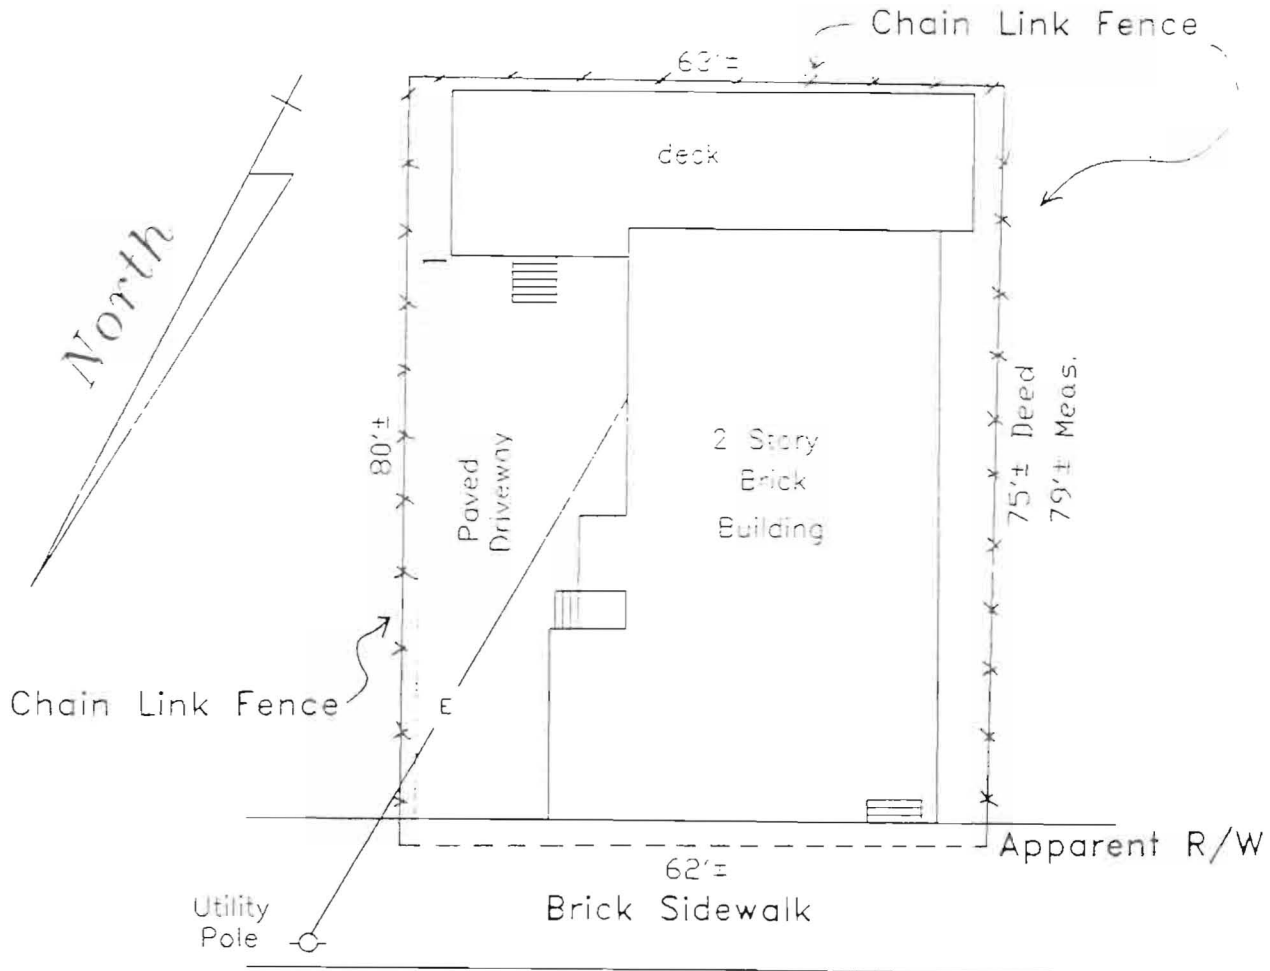 Chain Link Fence
63'±
deck
North
80'±
Paved
Driveway
2 Story
Brick
Building
75'± Deed
79'± Meas.
Chain Link Fence
E
Apparent R/W
62'±
Brick Sidewalk
Utility
Pole